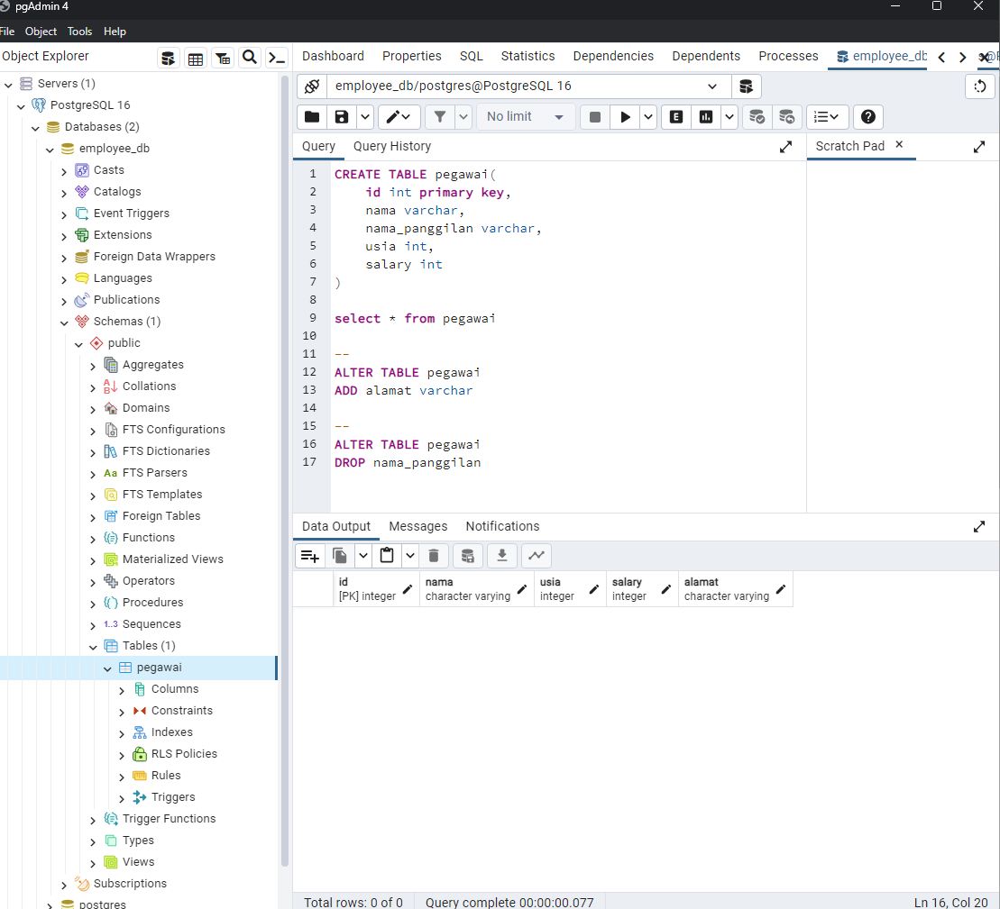 pgAdmin 4
File Object Tools Help
Object Explorer
Dashboard Properties SQL Statistics Dependencies Dependents Processes employee_db
Servers (1)
PostgreSQL 16
Databases (2)
employee_db
Casts
Catalogs
Event Triggers
Extensions
Foreign Data Wrappers
Languages
Publications
Schemas (1)
public
Aggregates
Collations
Domains
FTS Configurations
FTS Dictionaries
Aa FTS Parsers
FTS Templates
Foreign Tables
Functions
Materialized Views
Operators
Procedures
1..3 Sequences
Tables (1)
pegawai
Columns
Constraints
Indexes
RLS Policies
Rules
Triggers
Trigger Functions
Types
Views
Subscriptions
postgres
employee_db/postgres@PostgreSQL 16
No limit
E
Query Query History
Scratch Pad
1 CREATE TABLE pegawai(
2 id int primary key,
3 nama varchar,
4 nama_panggilan varchar,
5 usia int,
6 salary int
7 )
8
9 select * from pegawai
10
11 --
12 ALTER TABLE pegawai
13 ADD alamat varchar
14
15 --
16 ALTER TABLE pegawai
17 DROP nama_panggilan
Data Output Messages Notifications
id nama usia salary alamat
[PK] integer character varying integer integer character varying
Total rows: 0 of 0 Query complete 00:00:00.077 Ln 16, Col 20